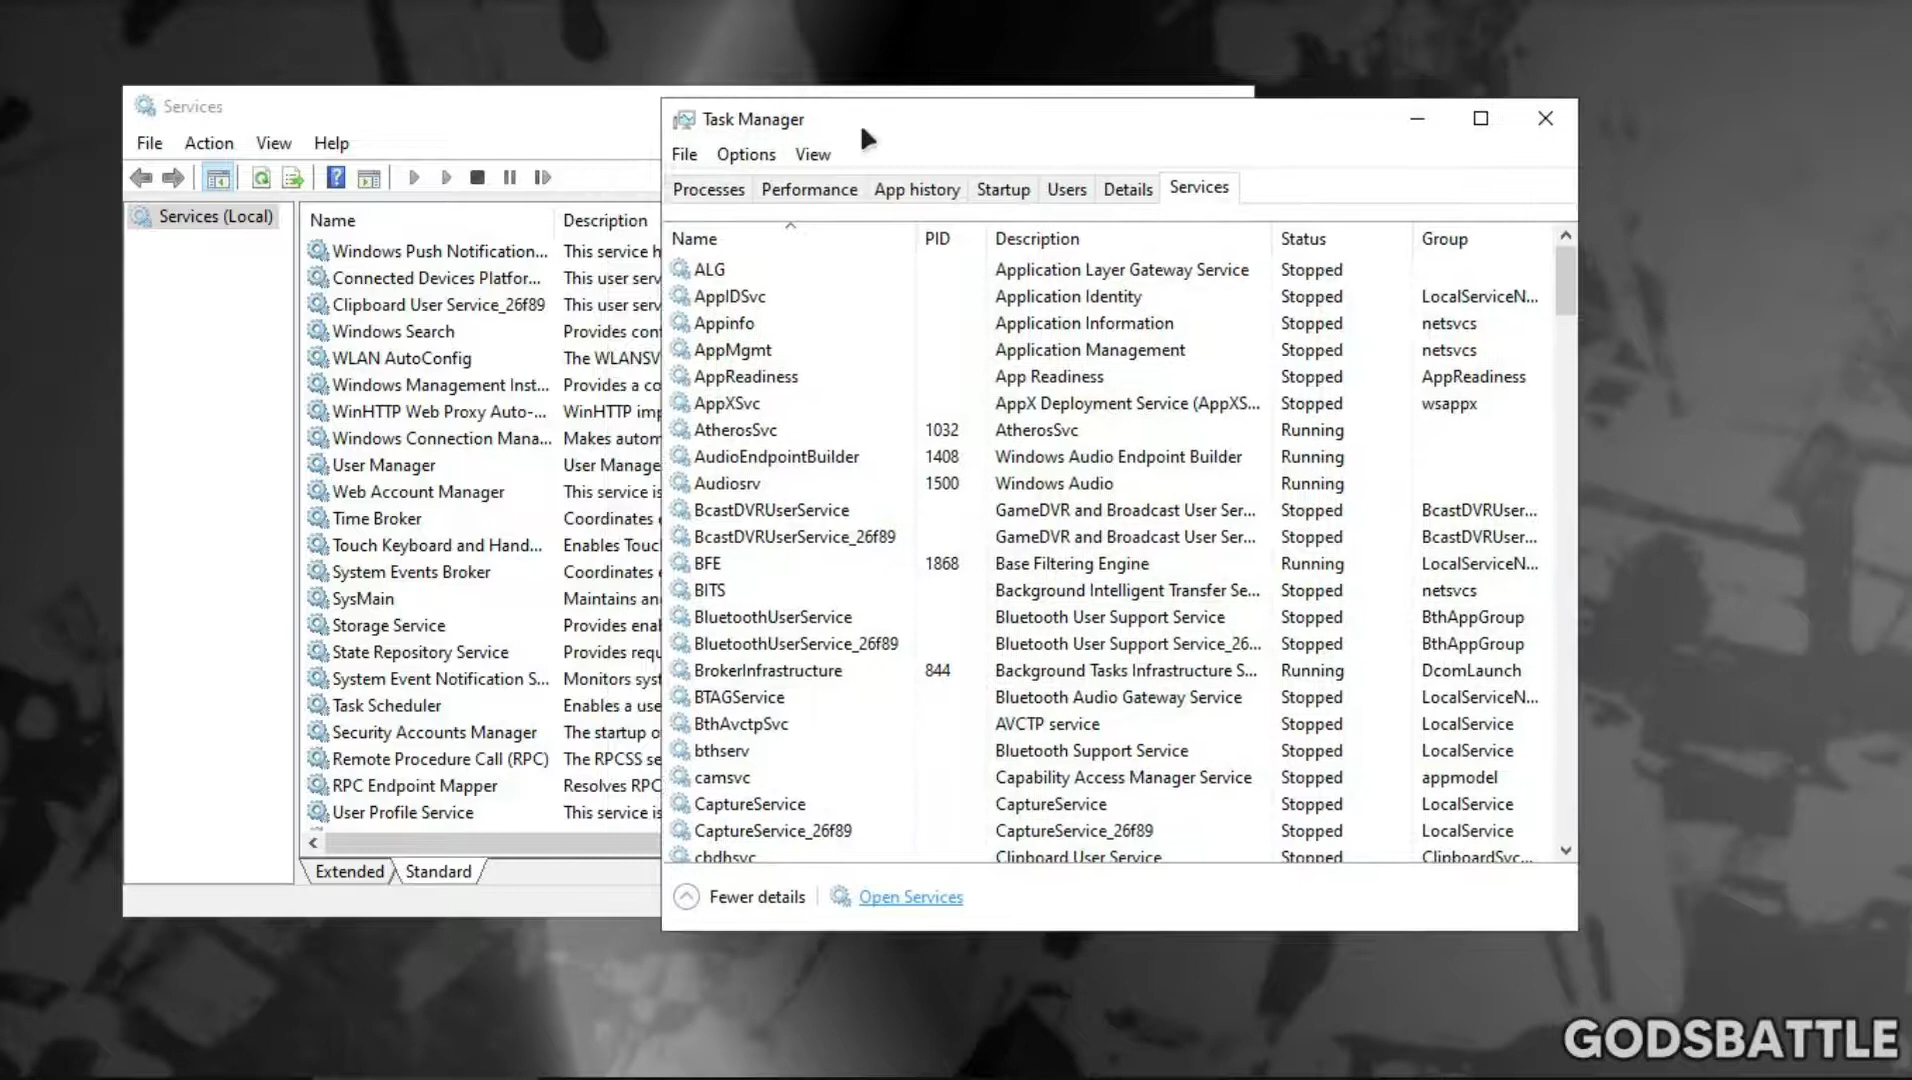 Services
File Action View Help
Services (Local)
Name Description
Windows Push Notification... This service h
Connected Devices Platfor... This user serv
Clipboard User Service_26f89 This user serv
Windows Search Provides cont
WLAN AutoConfig The WLANSV
Windows Management Inst... Provides a co
WinHTTP Web Proxy Auto-... WinHTTP imp
Windows Connection Mana... Makes autom
User Manager User Manage
Web Account Manager This service is
Time Broker Coordinates e
Touch Keyboard and Hand... Enables Touc
System Events Broker Coordinates e
SysMain Maintains and
Storage Service Provides enab
State Repository Service Provides requ
System Event Notification S... Monitors syst
Task Scheduler Enables a use
Security Accounts Manager The startup o
Remote Procedure Call (RPC) The RPCSS se
RPC Endpoint Mapper Resolves RPC
User Profile Service This service is
Extended Standard
Task Manager
File Options View
Processes Performance App history Startup Users Details Services
Name PID Description Status Group
ALG Application Layer Gateway Service Stopped
AppIDSvc Application Identity Stopped LocalServiceN...
Appinfo Application Information Stopped netsvcs
AppMgmt Application Management Stopped netsvcs
AppReadiness App Readiness Stopped AppReadiness
AppXSvc AppX Deployment Service (AppXS... Stopped wsappx
AtherosSvc 1032 AtherosSvc Running
AudioEndpointBuilder 1408 Windows Audio Endpoint Builder Running
Audiosrv 1500 Windows Audio Running
BcastDVRUserService GameDVR and Broadcast User Ser... Stopped BcastDVRUser...
BcastDVRUserService_26f89 GameDVR and Broadcast User Ser... Stopped BcastDVRUser...
BFE 1868 Base Filtering Engine Running LocalServiceN...
BITS Background Intelligent Transfer Se... Stopped netsvcs
BluetoothUserService Bluetooth User Support Service Stopped BthAppGroup
BluetoothUserService_26f89 Bluetooth User Support Service_26... Stopped BthAppGroup
BrokerInfrastructure 844 Background Tasks Infrastructure S... Running DcomLaunch
BTAGService Bluetooth Audio Gateway Service Stopped LocalServiceN...
BthAvctpSvc AVCTP service Stopped LocalService
bthserv Bluetooth Support Service Stopped LocalService
camsvc Capability Access Manager Service Stopped appmodel
CaptureService CaptureService Stopped LocalService
CaptureService_26f89 CaptureService_26f89 Stopped LocalService
cbdhsvc Clipboard User Service Stopped ClipboardSvc...
Fewer details Open Services
GODSBATTLE